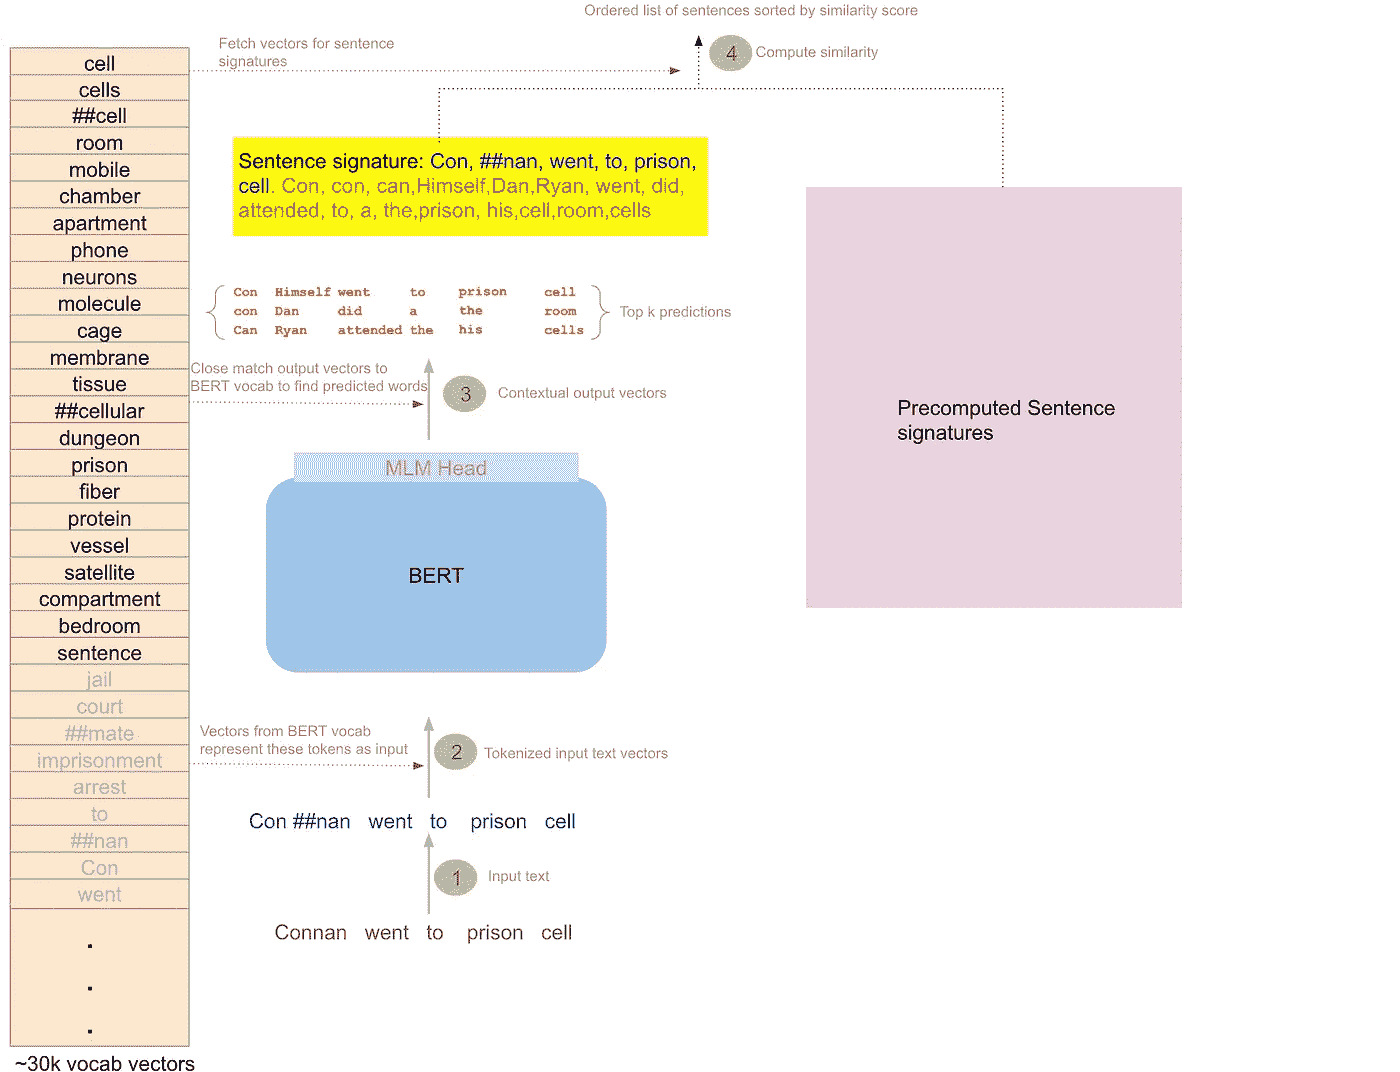 Ordered list of sentences sorted by similarity score
Fetch vectors for sentence
signatures
4
Compute similarity
cell
cells
##cell
room
mobile
chamber
apartment
phone
neurons
molecule
cage
membrane
tissue
##cellular
dungeon
prison
fiber
protein
vessel
satellite
compartment
bedroom
sentence
jail
court
##mate
imprisonment
arrest
to
##nan
Con
went
.
.
.
~30k vocab vectors
Sentence signature: Con, ##nan, went, to, prison,
cell. Con, con, can,Himself,Dan,Ryan, went, did,
attended, to, a, the,prison, his,cell,room,cells
Con Himself went to prison cell
con Dan did a the room
Can Ryan attended the his cells
Top k predictions
Close match output vectors to
BERT vocab to find predicted words
3
Contextual output vectors
MLM Head
BERT
Precomputed Sentence
signatures
Vectors from BERT vocab
represent these tokens as input
2
Tokenized input text vectors
Con ##nan went to prison cell
1
Input text
Connan went to prison cell